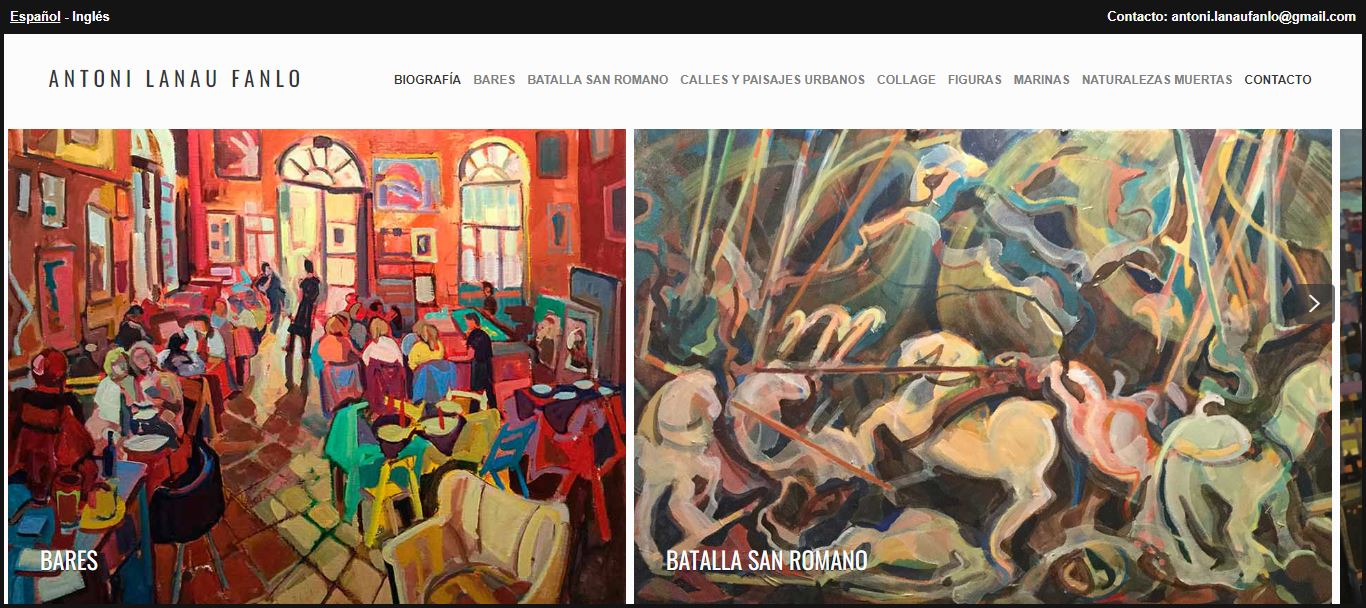 Español - Inglés
Contacto: antoni.lanaufanlo@gmail.com
ANTONI LANAU FANLO
BIOGRAFÍA BARES BATALLA SAN ROMANO CALLES Y PAISAJES URBANOS COLLAGE FIGURAS MARINAS NATURALEZAS MUERTAS CONTACTO
BARES
BATALLA SAN ROMANO